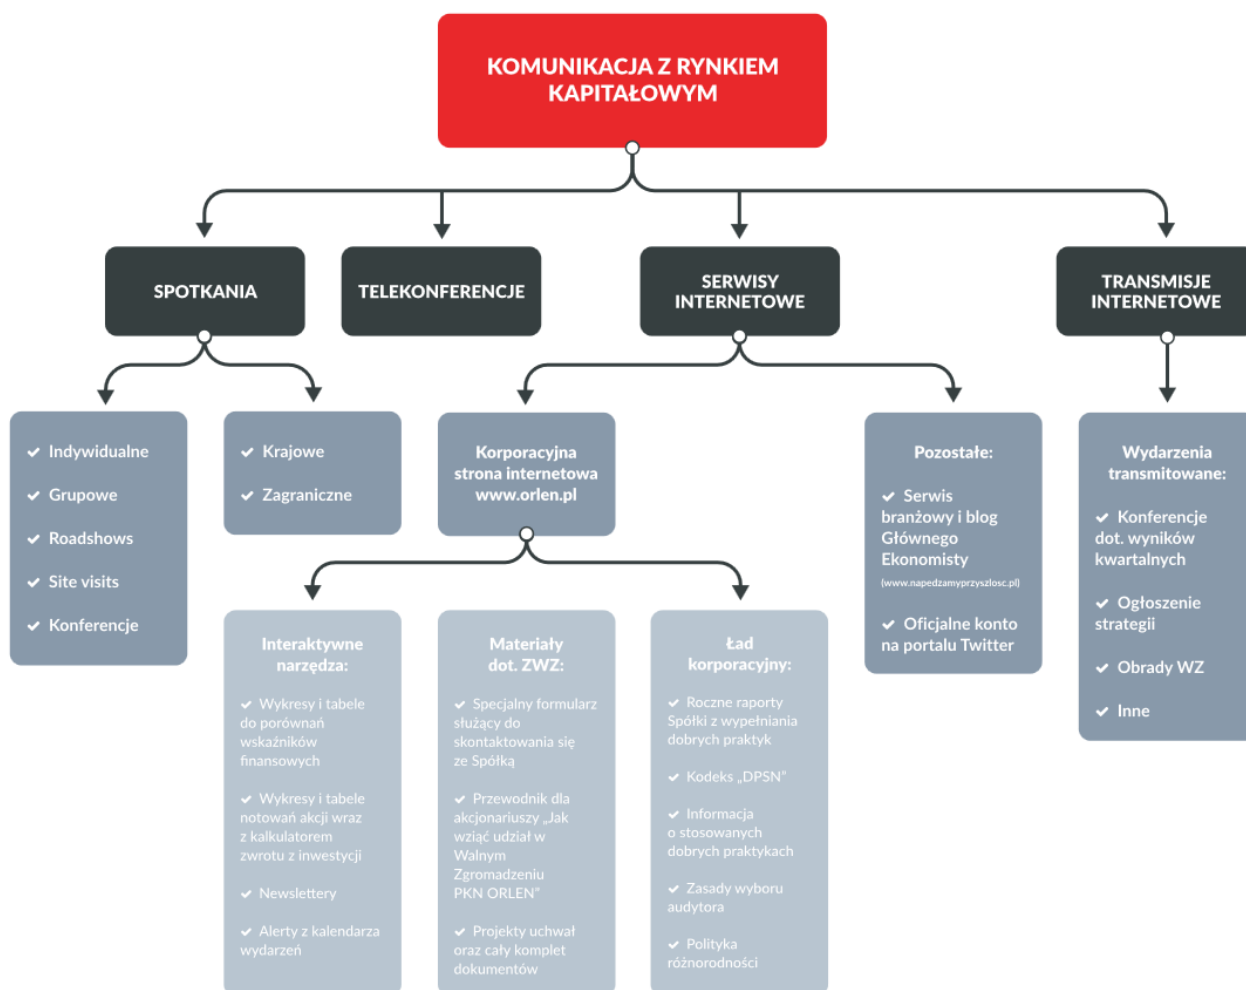 KOMUNIKACJA Z RYNKIEM
KAPITAŁOWYM
SPOTKANIA
TELEKONFERENCJE
SERWISY
INTERNETOWE
TRANSMISJE
INTERNETOWE
✓ Indywidualne
✓ Grupowe
✓ Roadshows
✓ Site visits
✓ Konferencje
✓ Krajowe
✓ Zagraniczne
Korporacyjna
strona internetowa
www.orlen.pl
Pozostałe:
✓ Serwis
branżowy i blog
Głównego
Ekonomisty
(www.napedzamyprzyszlosc.pl)
✓ Oficjalne konto
na portalu Twitter
Wydarzenia
transmitowane:
✓ Konferencje
dot. wyników
kwartalnych
✓ Ogłoszenie
strategii
✓ Obrady WZ
✓ Inne
Interaktywne
narzędza:
✓ Wykresy i tabele
do porównań
wskaźników
finansowych
✓ Wykresy i tabele
notowań akcji wraz
z kalkulatorem
zwrotu z inwestycji
✓ Newslettery
✓ Alerty z kalendarza
wydarzeń
Materiały
dot. ZWZ:
✓ Specjalny formularz
służący do
skontaktowania się
ze Spółką
✓ Przewodnik dla
akcjonariuszy „Jak
wziąć udział w
Walnym
Zgromadzeniu
PKN ORLEN”
✓ Projekty uchwał
oraz cały komplet
dokumentów
Ład
korporacyjny:
✓ Roczne raporty
Spółki z wypełniania
dobrych praktyk
✓ Kodeks „DPSN”
✓ Informacja
o stosowanych
dobrych praktykach
✓ Zasady wyboru
audytora
✓ Polityka
różnorodności